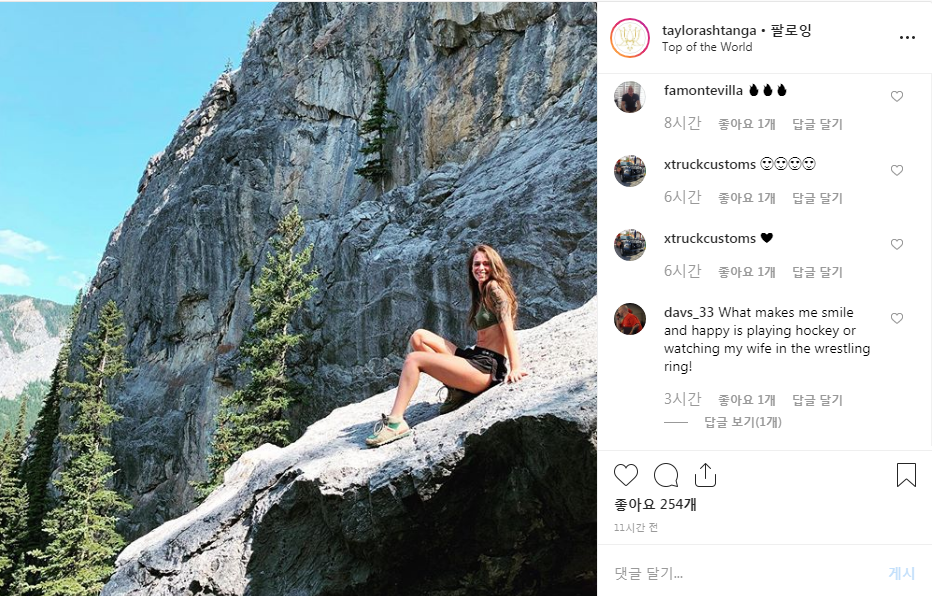 taylorashtanga • 팔로잉
Top of the World
famontevilla
8시간 좋아요 1개 답글 달기
xtruckcustoms
6시간 좋아요 1개 답글 달기
xtruckcustoms
6시간 좋아요 1개 답글 달기
davs_33 What makes me smile
and happy is playing hockey or
watching my wife in the wrestling
ring!
3시간 좋아요 1개 답글 달기
답글 보기(1개)
좋아요 254개
11시간 전
댓글 달기...
게시